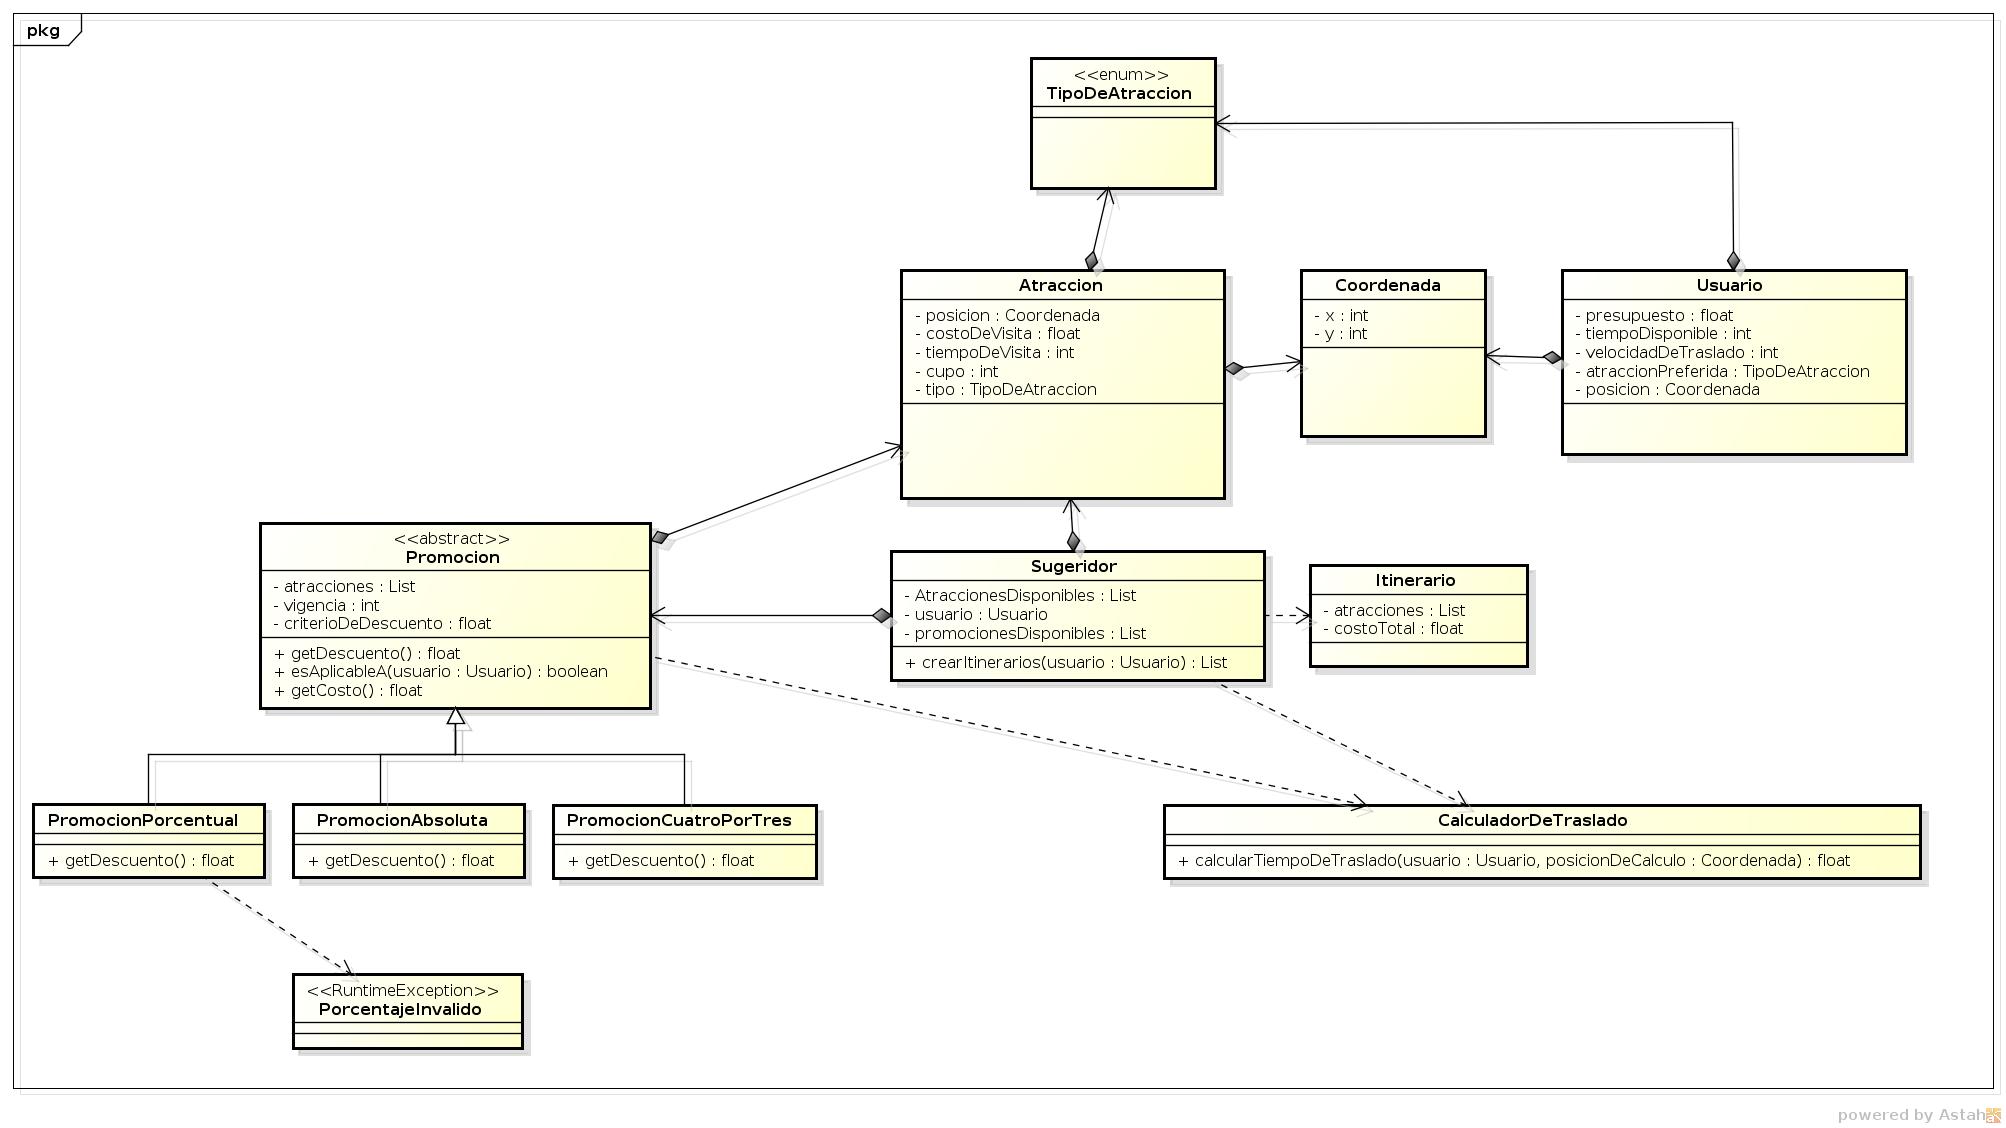 pkg
<<enum>>
TipoDeAtraccion
Atraccion
- posicion : Coordenada
- costoDeVisita : float
- tiempoDeVisita : int
- cupo : int
- tipo : TipoDeAtraccion
Coordenada
- x : int
- y : int
Usuario
- presupuesto : float
- tiempoDisponible : int
- velocidadDeTraslado : int
- atraccionPreferida : TipoDeAtraccion
- posicion : Coordenada
<<abstract>>
Promocion
- atracciones : List
- vigencia : int
- criterioDeDescuento : float
+ getDescuento() : float
+ esAplicableA(usuario : Usuario) : boolean
+ getCosto() : float
Sugeridor
- AtraccionesDisponibles : List
- usuario : Usuario
- promocionesDisponibles : List
+ crearItinerarios(usuario : Usuario) : List
Itinerario
- atracciones : List
- costoTotal : float
PromocionPorcentual
+ getDescuento() : float
PromocionAbsoluta
+ getDescuento() : float
PromocionCuatroPorTres
+ getDescuento() : float
CalculadorDeTraslado
+ calcularTiempoDeTraslado(usuario : Usuario, posicionDeCalculo : Coordenada) : float
<<RuntimeException>>
PorcentajeInvalido
powered by Astah